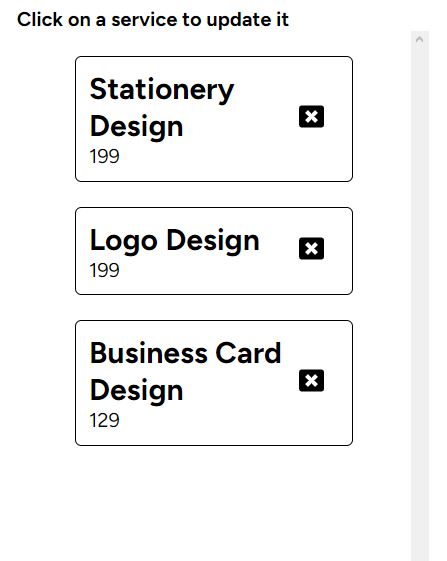 Click on a service to update it
Stationery
Design
199
Logo Design
199
Business Card
Design
129